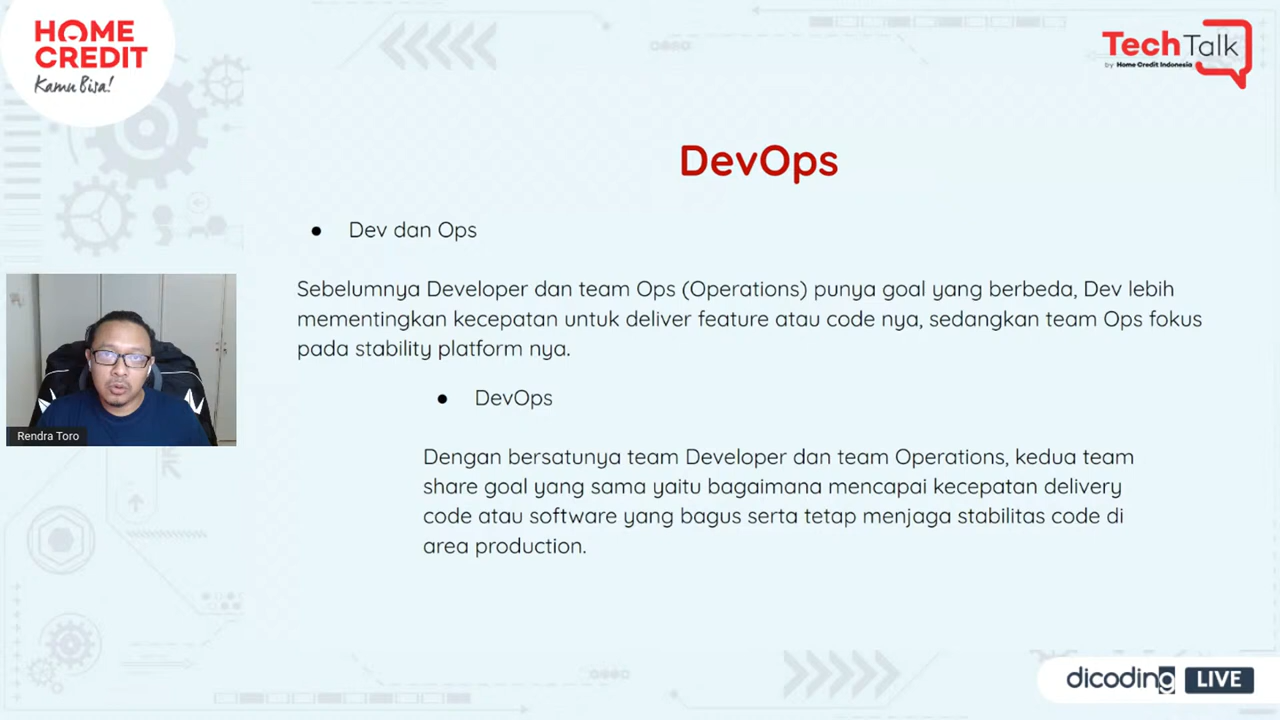 HOME
CREDIT
Kamu Bisa!
TechTalk
by Home Credit Indonesia
DevOps
● Dev dan Ops
Sebelumnya Developer dan team Ops (Operations) punya goal yang berbeda, Dev lebih
mementingkan kecepatan untuk deliver feature atau code nya, sedangkan team Ops fokus
pada stability platform nya.
● DevOps
Dengan bersatunya team Developer dan team Operations, kedua team
share goal yang sama yaitu bagaimana mencapai kecepatan delivery
code atau software yang bagus serta tetap menjaga stabilitas code di
area production.
Rendra Toro
dicoding LIVE